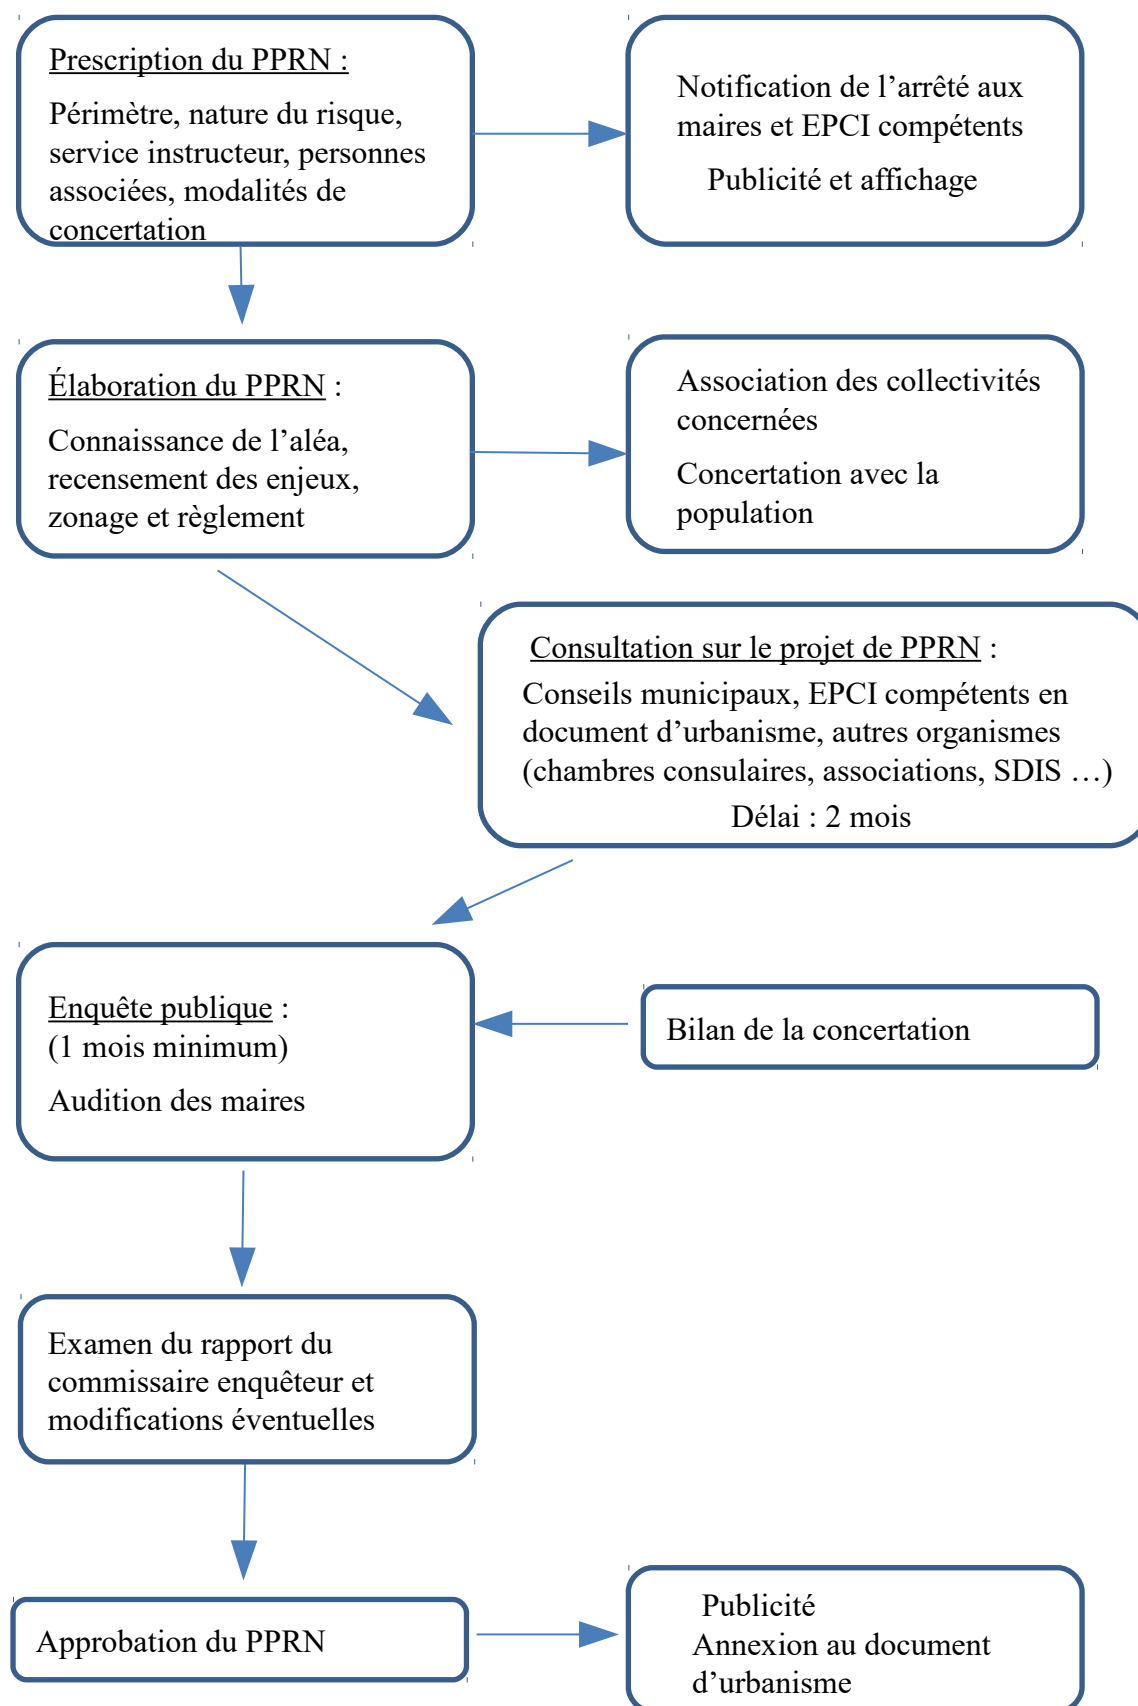 Prescription du PPRN :
Périmètre, nature du risque,
service instructeur, personnes
associées, modalités de
concertation
Notification de l’arrêté aux
maires et EPCI compétents
Publicité et affichage
Élaboration du PPRN :
Connaissance de l’aléa,
recensement des enjeux,
zonage et règlement
Association des collectivités
concernées
Concertation avec la
population
Consultation sur le projet de PPRN :
Conseils municipaux, EPCI compétents en
document d’urbanisme, autres organismes
(chambres consulaires, associations, SDIS …)
Délai : 2 mois
Enquête publique :
(1 mois minimum)
Audition des maires
Bilan de la concertation
Examen du rapport du
commissaire enquêteur et
modifications éventuelles
Approbation du PPRN
Publicité
Annexion au document
d’urbanisme